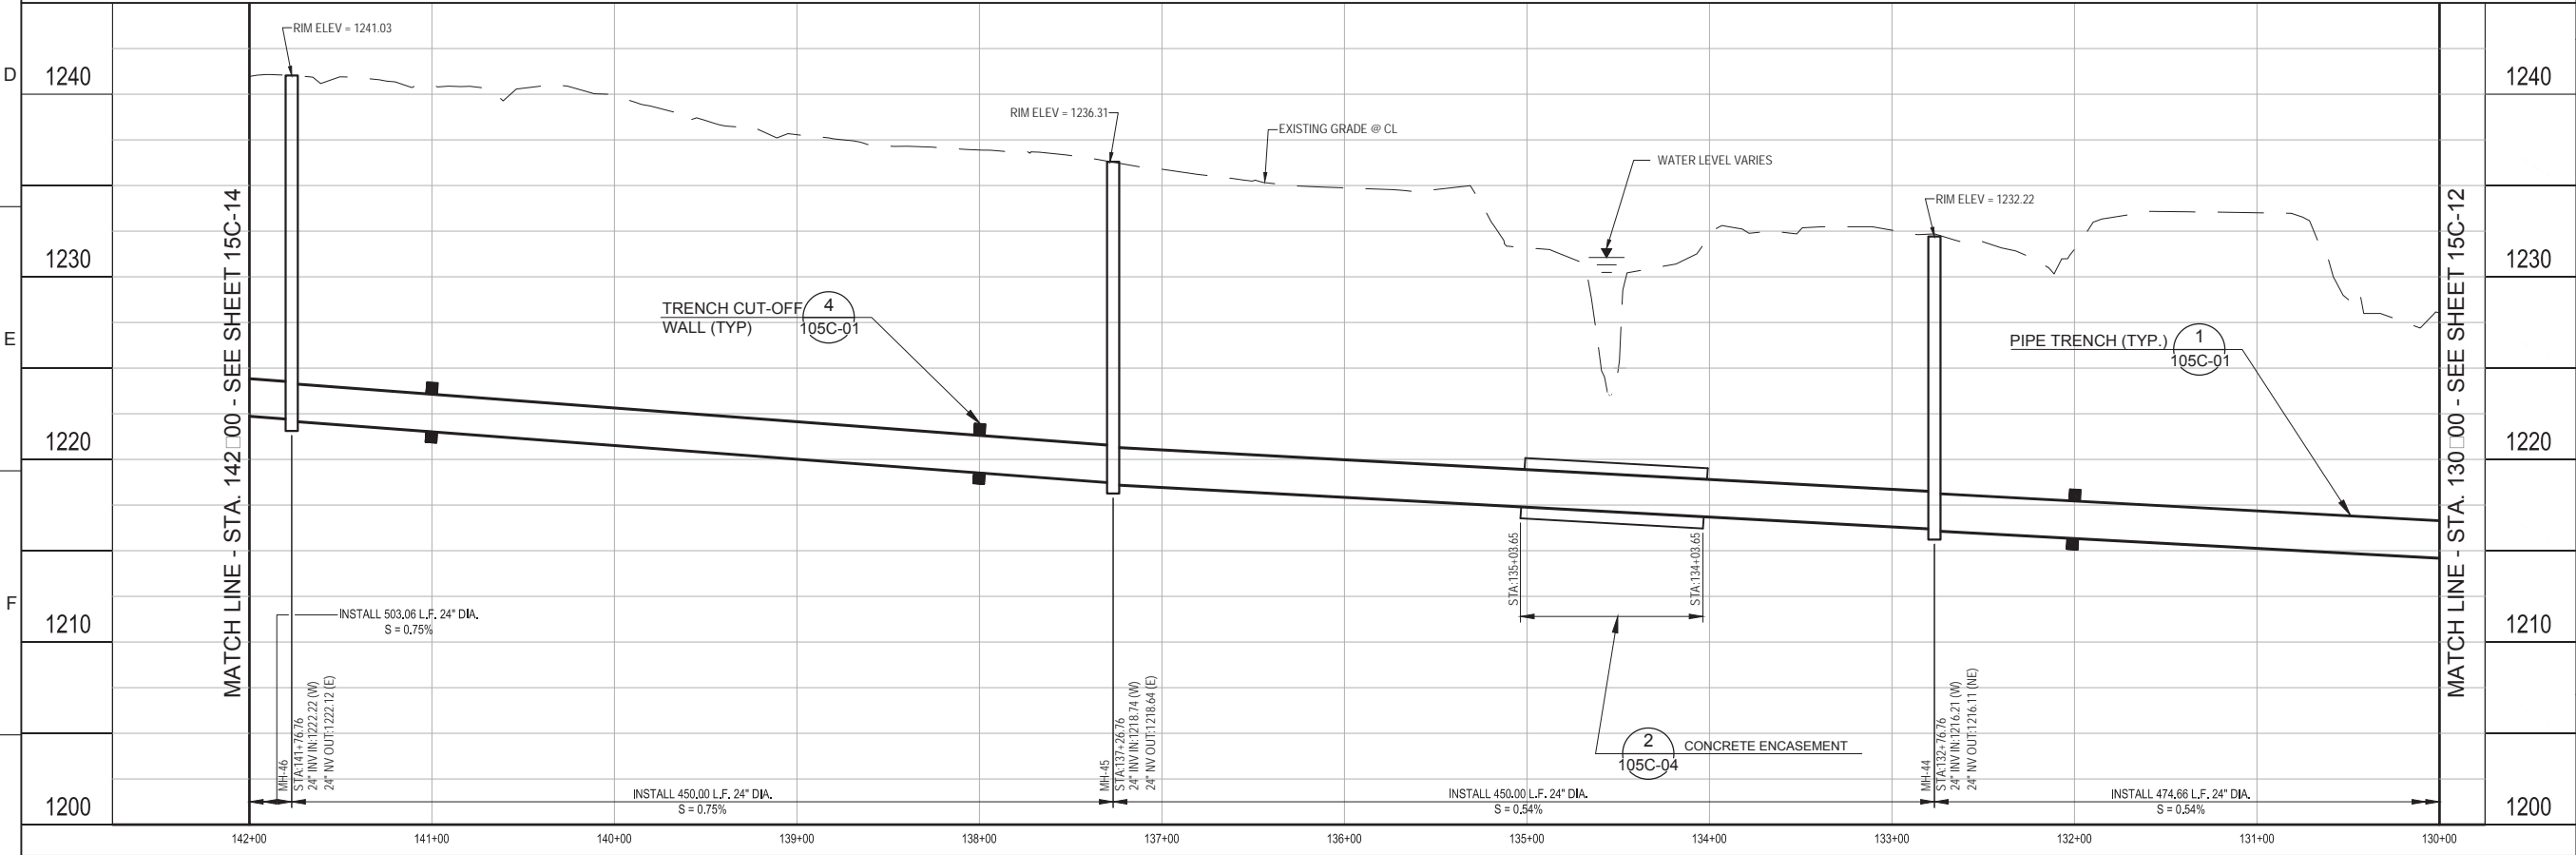 RIM ELEV = 1241.03
D
1240
1240
RIM ELEV = 1236.31
EXISTING GRADE @ CL
WATER LEVEL VARIES
RIM ELEV = 1232.22
MATCH LINE - STA. 142□00 - SEE SHEET 15C-14
MATCH LINE - STA. 130□00 - SEE SHEET 15C-12
1230
1230
TRENCH CUT-OFF
WALL (TYP)
4
105C-01
E
PIPE TRENCH (TYP.)
1
105C-01
1220
1220
STA:135+03.65
STA:134+03.65
F
INSTALL 503.06 L.F. 24" DIA.
S = 0.75%
1210
1210
MH-46
STA:141+76.76
24" INV IN:1222.22 (W)
24" NV OUT:1222.12 (E)
MH-45
STA:137+26.76
24" INV IN:1218.74 (W)
24" NV OUT:1218.64 (E)
MH-44
STA:132+76.76
24" INV IN:1216.21 (W)
24" NV OUT:1216.11 (NE)
2
105C-04
CONCRETE ENCASEMENT
1200
1200
INSTALL 450.00 L.F. 24" DIA.
S = 0.75%
INSTALL 450.00 L.F. 24" DIA.
S = 0.54%
INSTALL 474.66 L.F. 24" DIA.
S = 0.54%
142+00
141+00
140+00
139+00
138+00
137+00
136+00
135+00
134+00
133+00
132+00
131+00
130+00